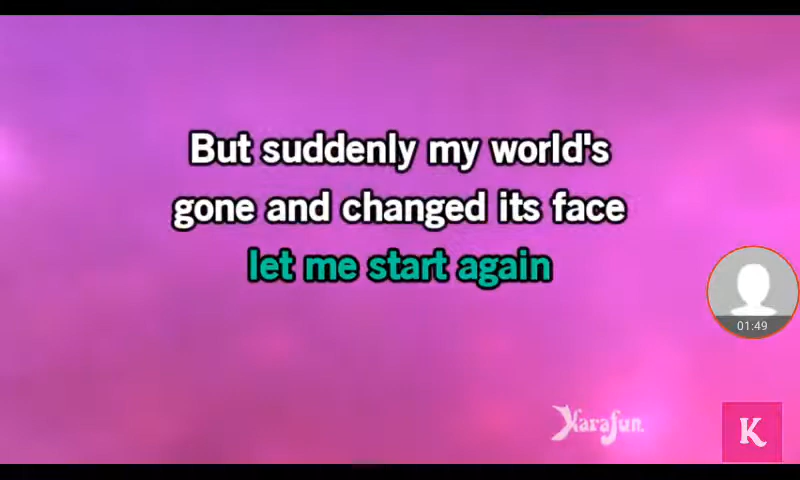 But suddenly my world's
gone and changed its face
let me start again
01:49
KaraFun
K